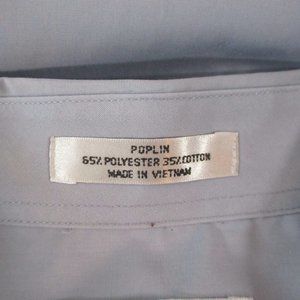 POPLIN
65% POLYESTER 35% COTTON
MADE IN VIETNAM